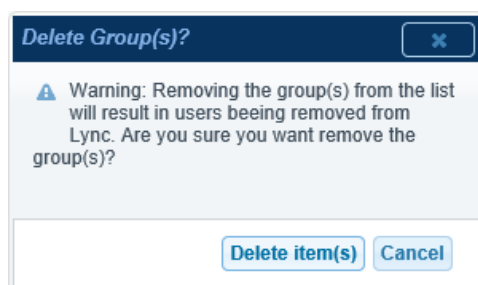 Delete Group(s)?
Warning: Removing the group(s) from the list
will result in users beeing removed from
Lync. Are you sure you want remove the
group(s)?
Delete item(s) Cancel